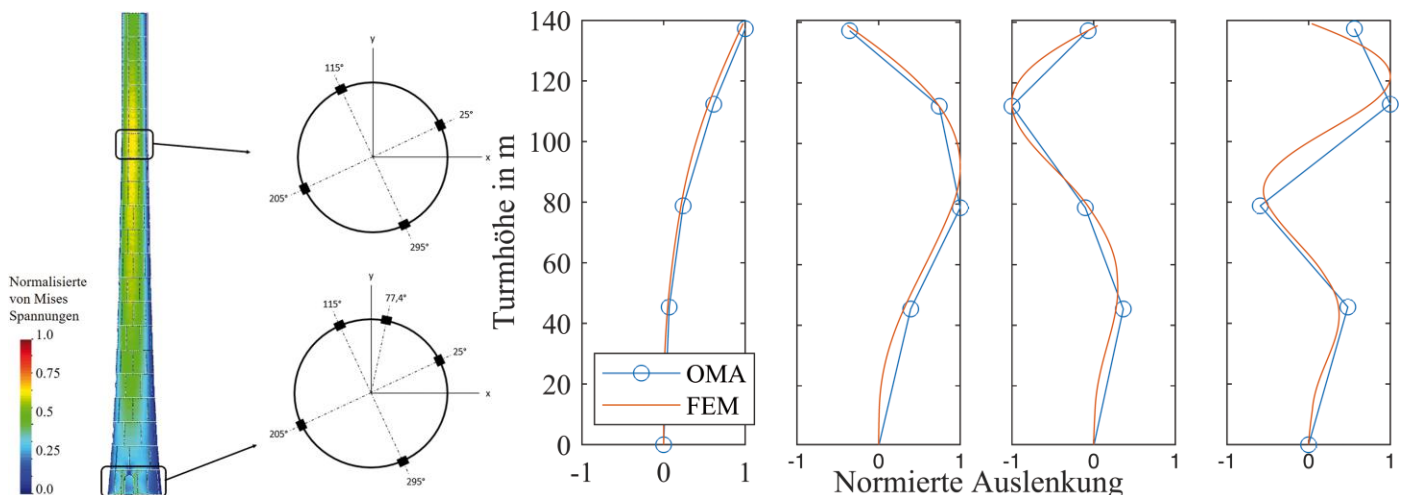 Normalisierte
von Mises
Spannungen
1.0
0.75
0.5
0.25
0.0
y
115°
25°
x
205°
295°
y
115°
77,4°
25°
x
205°
295°
Turmhöhe in m
140
120
100
80
60
40
20
0
OMA
FEM
-1 0 1
-1 0 1
-1 0 1
-1 0 1
Normierte Auslenkung